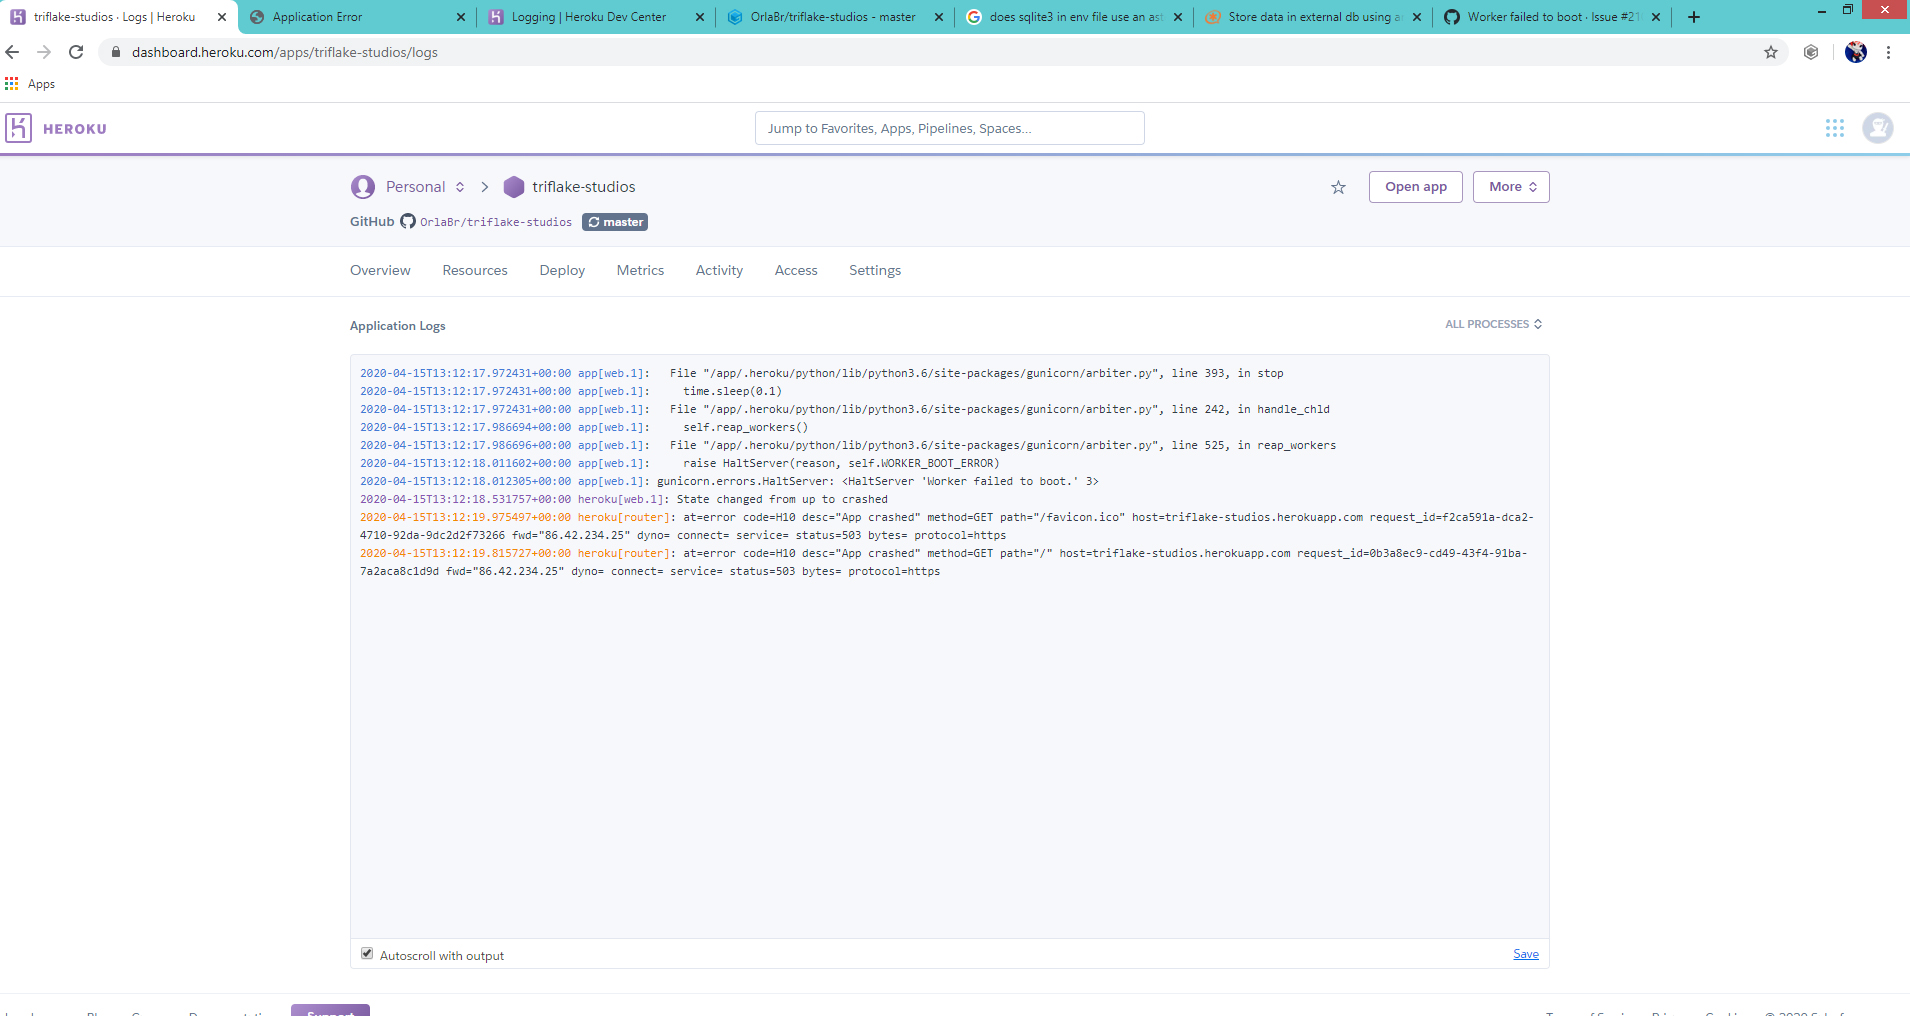 triflake-studios · Logs | Heroku
Application Error
Logging | Heroku Dev Center
OrlaBr/triflake-studios - master
does sqlite3 in env file use an ast
Store data in external db using a
Worker failed to boot · Issue #21
dashboard.heroku.com/apps/triflake-studios/logs
Apps
HEROKU
Jump to Favorites, Apps, Pipelines, Spaces...
Personal
triflake-studios
Open app
More
GitHub OrlaBr/triflake-studios master
Overview Resources Deploy Metrics Activity Access Settings
Application Logs
ALL PROCESSES
2020-04-15T13:12:17.972431+00:00 app[web.1]:   File "/app/.heroku/python/lib/python3.6/site-packages/gunicorn/arbiter.py", line 393, in stop
2020-04-15T13:12:17.972431+00:00 app[web.1]:     time.sleep(0.1)
2020-04-15T13:12:17.972431+00:00 app[web.1]:   File "/app/.heroku/python/lib/python3.6/site-packages/gunicorn/arbiter.py", line 242, in handle_chld
2020-04-15T13:12:17.986694+00:00 app[web.1]:     self.reap_workers()
2020-04-15T13:12:17.986696+00:00 app[web.1]:   File "/app/.heroku/python/lib/python3.6/site-packages/gunicorn/arbiter.py", line 525, in reap_workers
2020-04-15T13:12:18.011602+00:00 app[web.1]:     raise HaltServer(reason, self.WORKER_BOOT_ERROR)
2020-04-15T13:12:18.012305+00:00 app[web.1]: gunicorn.errors.HaltServer: <HaltServer 'Worker failed to boot.' 3>
2020-04-15T13:12:18.531757+00:00 heroku[web.1]: State changed from up to crashed
2020-04-15T13:12:19.975497+00:00 heroku[router]: at=error code=H10 desc="App crashed" method=GET path="/favicon.ico" host=triflake-studios.herokuapp.com request_id=f2ca591a-dca2-
4710-92da-9dc2d2f73266 fwd="86.42.234.25" dyno= connect= service= status=503 bytes= protocol=https
2020-04-15T13:12:19.815727+00:00 heroku[router]: at=error code=H10 desc="App crashed" method=GET path="/" host=triflake-studios.herokuapp.com request_id=0b3a8ec9-cd49-43f4-91ba-
7a2aca8c1d9d fwd="86.42.234.25" dyno= connect= service= status=503 bytes= protocol=https
Autoscroll with output
Save
Support